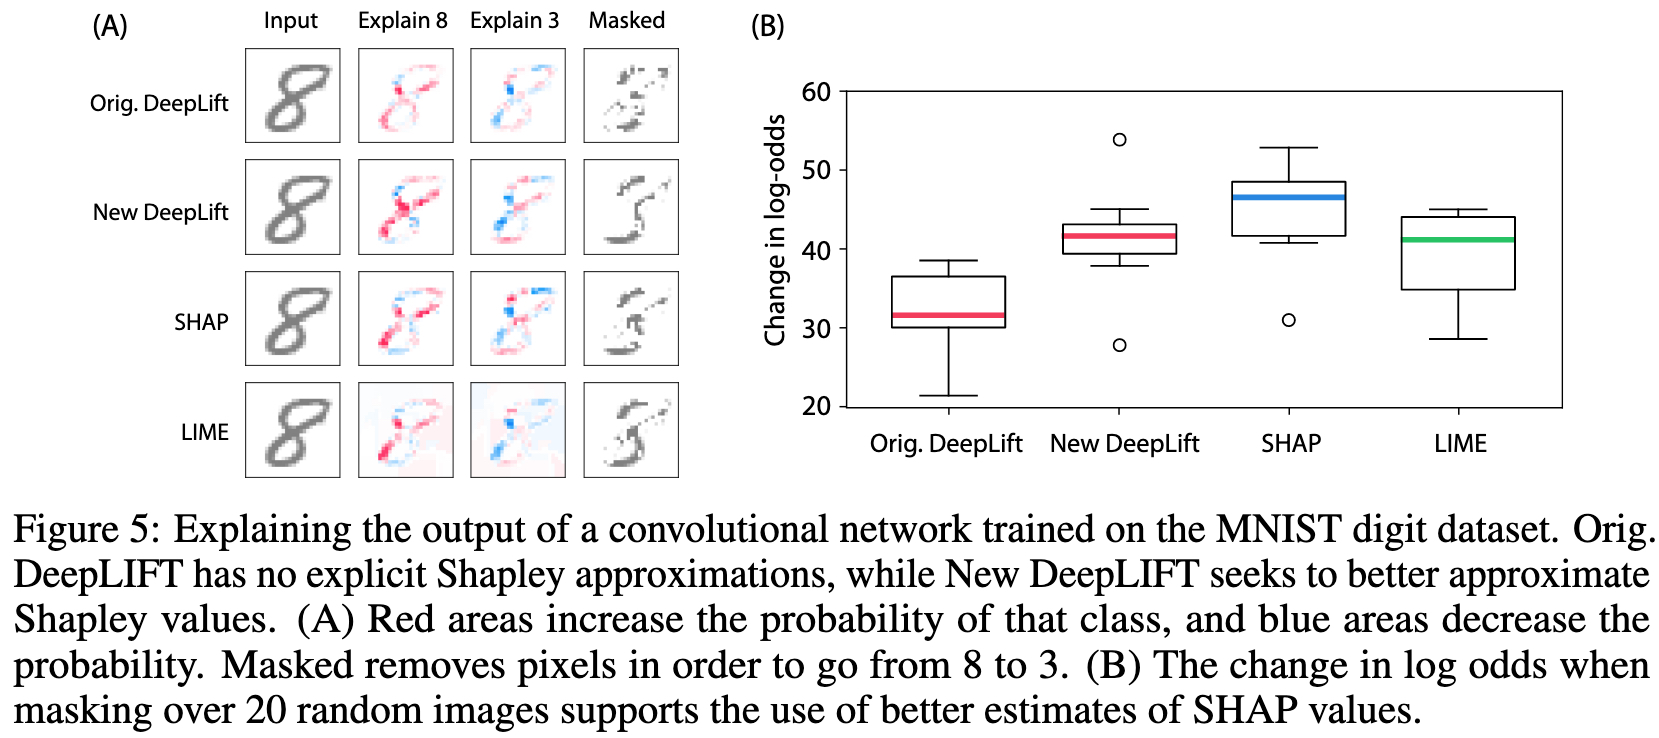 (A)
Input Explain 8 Explain 3 Masked
Orig. DeepLift
New DeepLift
SHAP
LIME
(B)
Change in log-odds
60
50
40
30
20
Orig. DeepLift New DeepLift SHAP LIME
Figure 5: Explaining the output of a convolutional network trained on the MNIST digit dataset. Orig.
DeepLIFT has no explicit Shapley approximations, while New DeepLIFT seeks to better approximate
Shapley values. (A) Red areas increase the probability of that class, and blue areas decrease the
probability. Masked removes pixels in order to go from 8 to 3. (B) The change in log odds when
masking over 20 random images supports the use of better estimates of SHAP values.